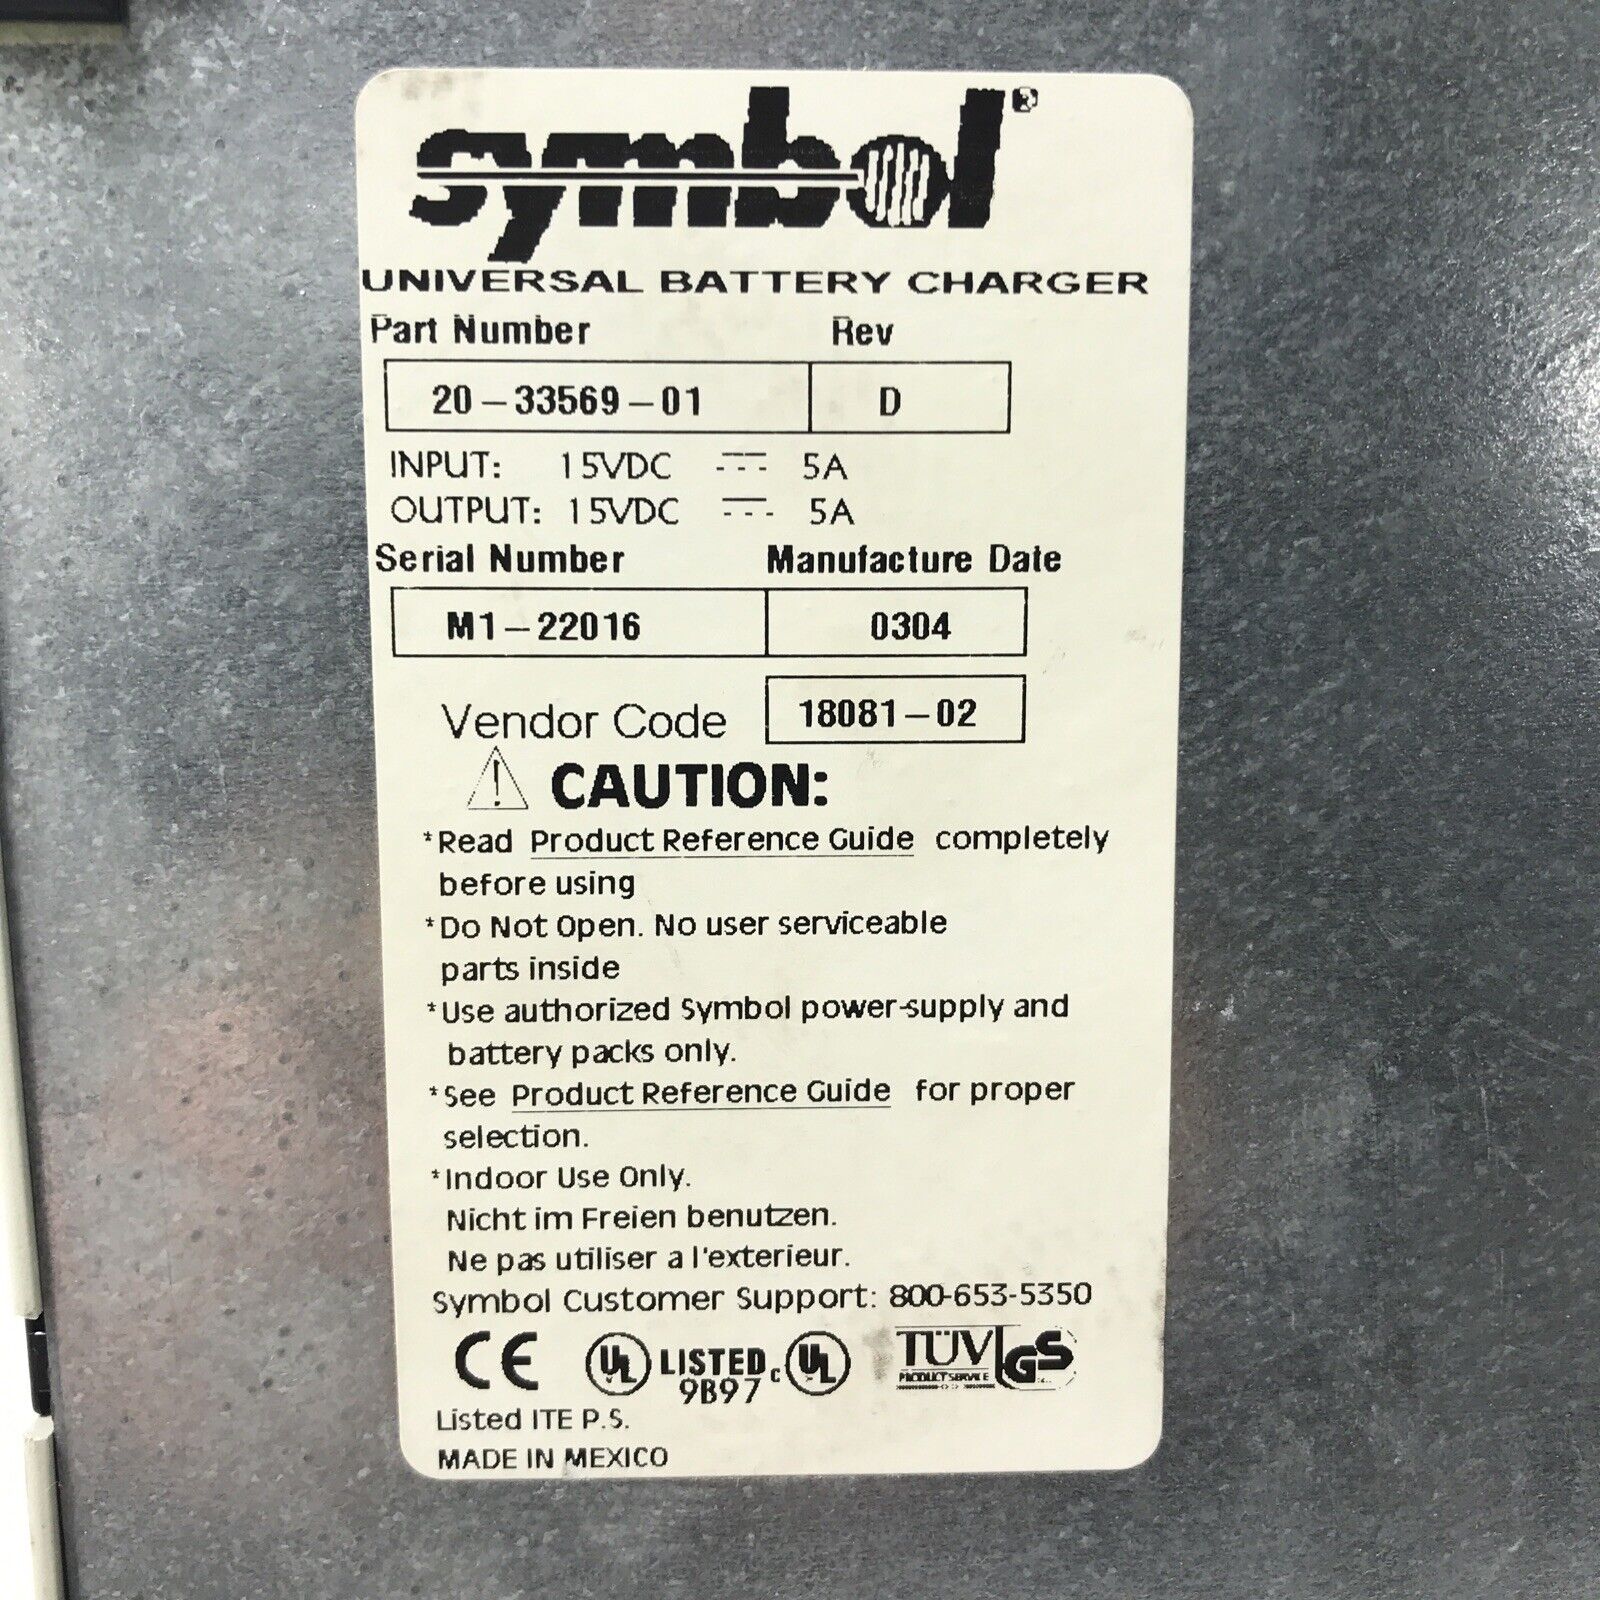 symbol®
UNIVERSAL BATTERY CHARGER
Part Number Rev
20-33569-01 D
INPUT: 15VDC 5A
OUTPUT: 15VDC 5A
Serial Number Manufacture Date
M1-22016 0304
Vendor Code 18081-02
CAUTION:
*Read Product Reference Guide completely
before using
*Do Not Open. No user serviceable
parts inside
*Use authorized Symbol power-supply and
battery packs only.
*See Product Reference Guide for proper
selection.
*Indoor Use Only.
Nicht im Freien benutzen.
Ne pas utiliser a l'exterieur.
Symbol Customer Support: 800-653-5350
CE UL LISTED c UL TÜV GS
9B97 PRODUCT SERVICE
Listed ITE P.S.
MADE IN MEXICO